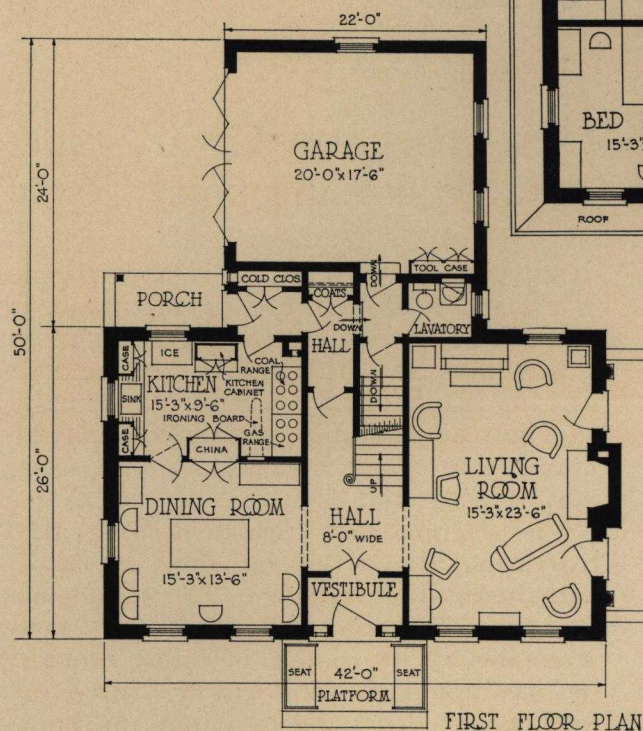 22'-0"
24'-0"
50'-0"
26'-0"
GARAGE
20'-0"x17'-6"
BED
15'-3"
ROOF
TOOL CASE
DOWN
COLD CLOS.
COATS
DOWN
LAVATORY
PORCH
HALL
DOWN
CASE
ICE
COAL
RANGE
KITCHEN
KITCHEN
CABINET
SINK
15'-3"x9'-6"
IRONING BOARD
CASE
GAS
RANGE
CHINA
UP
LIVING
ROOM
15'-3"x23'-6"
DINING ROOM
15'-3"x13'-6"
HALL
8'-0" WIDE
VESTIBULE
SEAT
42'-0"
SEAT
PLATFORM
FIRST FLOOR PLAN